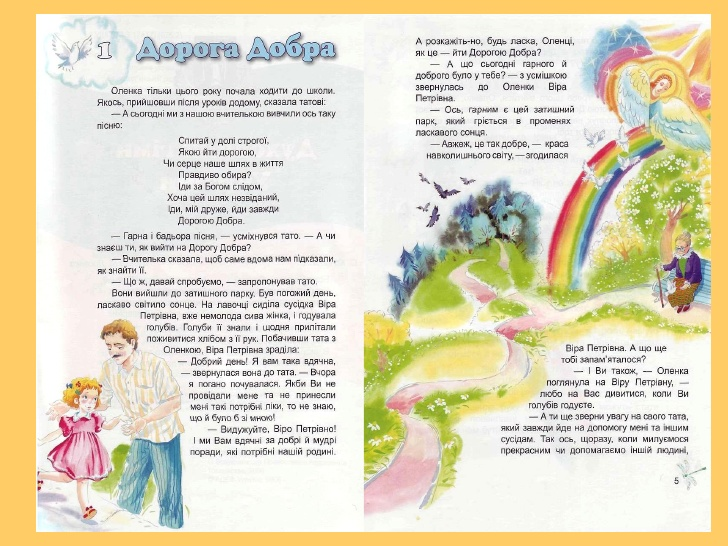 1 Дорога Добра
Оленка тільки цього року почала ходити до школи.
Якось, прийшовши після уроків додому, сказала татові:
— А сьогодні ми з нашою вчителькою вивчили ось таку
пісню:
Спитай у долі строгої,
Якою йти дорогою,
Чи серце наше шлях в життя
Правдиво обира?
Іди за Богом слідом,
Хоча цей шлях незвіданий,
Іди, мій друже, йди завжди
Дорогою Добра.
— Гарна і бадьора пісня, — усміхнувся тато. — А чи
знаєш ти, як вийти на Дорогу Добра?
— Вчителька сказала, щоб саме вдома нам підказали,
як знайти її.
— Що ж, давай спробуємо, — запропонував тато.
Вони вийшли до затишного парку. Був погожий день,
ласкаво світило сонце. На лавочці сиділа сусідка Віра
Петрівна, вже немолода сива жінка, і годувала
голубів. Голуби її знали і щодня прилітали
поживитися хлібом з її рук. Побачивши тата з
Оленкою, Віра Петрівна зраділа:
— Добрий день! Я вам така вдячна,
— звернулася вона до тата. — Вчора
я погано почувалася. Якби Ви не
провідали мене та не принесли
мені такі потрібні ліки, то не знаю,
що й було б зі мною!
— Видужуйте, Віро Петрівно!
І ми Вам вдячні за добрі й мудрі
поради, які потрібні нашій родині.
А розкажіть-но, будь ласка, Оленці,
як це — йти Дорогою Добра?
— А що сьогодні гарного й
доброго було у тебе? — з усмішкою
звернулась до Оленки Віра
Петрівна.
— Ось, гарним є цей затишний
парк, який гріється в променях
ласкавого сонця.
— Авжеж, це так добре, — краса
навколишнього світу, — згодилася
Віра Петрівна. А що ще
тобі запам'яталося?
— І Ви також, — Оленка
поглянула на Віру Петрівну, —
любо на Вас дивитися, коли Ви
голубів годуєте.
— А ти ще зверни увагу на свого тата,
який завжди йде на допомогу мені та іншим
сусідам. Так ось, щоразу, коли милуємося
прекрасним чи допомагаємо іншій людині,
5